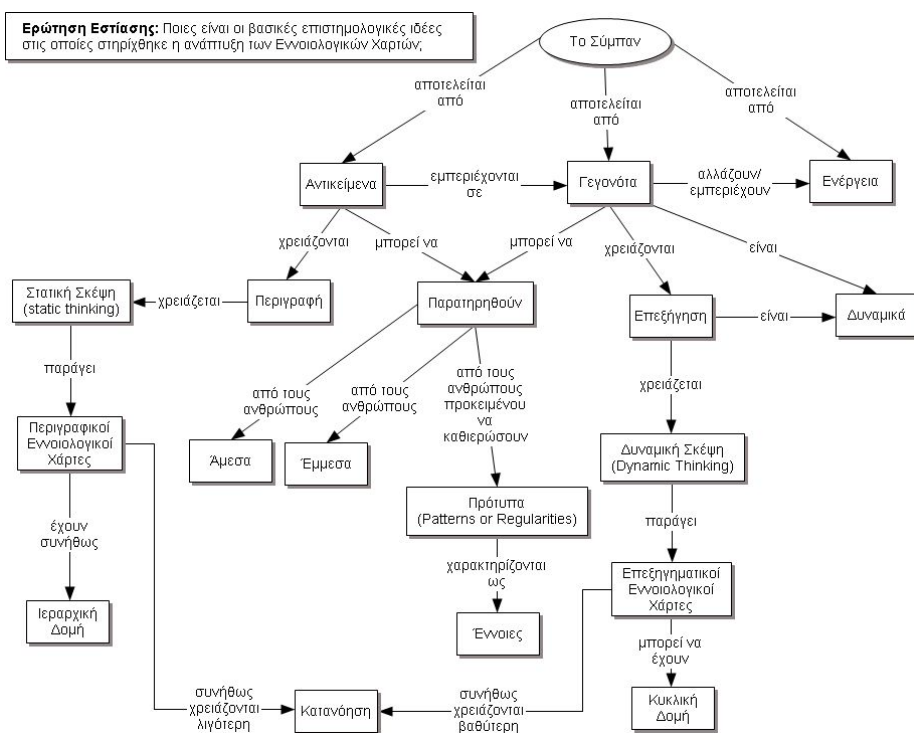 Ερώτηση Εστίασης: Ποιες είναι οι βασικές επιστημολογικές ιδέες
στις οποίες στηρίχθηκε η ανάπτυξη των Εννοιολογικών Χαρτών;
Το Σύμπαν
αποτελείται
από
αποτελείται
από
αποτελείται
από
Αντικείμενα
εμπεριέχονται
σε
Γεγονότα
αλλάζουν/
εμπεριέχουν
Ενέργεια
χρειάζονται
μπορεί να
μπορεί να
χρειάζονται
είναι
Στατική Σκέψη
(static thinking)
χρειάζεται
Περιγραφή
Παρατηρηθούν
Επεξήγηση
είναι
Δυναμικά
παράγει
από τους
ανθρώπους
από τους
ανθρώπους
από τους
ανθρώπους
προκειμένου
να
καθιερώσουν
χρειάζεται
Περιγραφικοί
Εννοιολογικοί
Χάρτες
Άμεσα
Έμμεσα
Δυναμική Σκέψη
(Dynamic Thinking)
έχουν
συνήθως
Πρότυπα
(Patterns or Regularities)
παράγει
χαρακτηρίζονται
ως
Επεξηγηματικοί
Εννοιολογικοί
Χάρτες
Ιεραρχική
Δομή
Έννοιες
μπορεί να
έχουν
συνήθως
χρειάζονται
λιγότερη
Κατανόηση
συνήθως
χρειάζονται
βαθύτερη
Κυκλική
Δομή